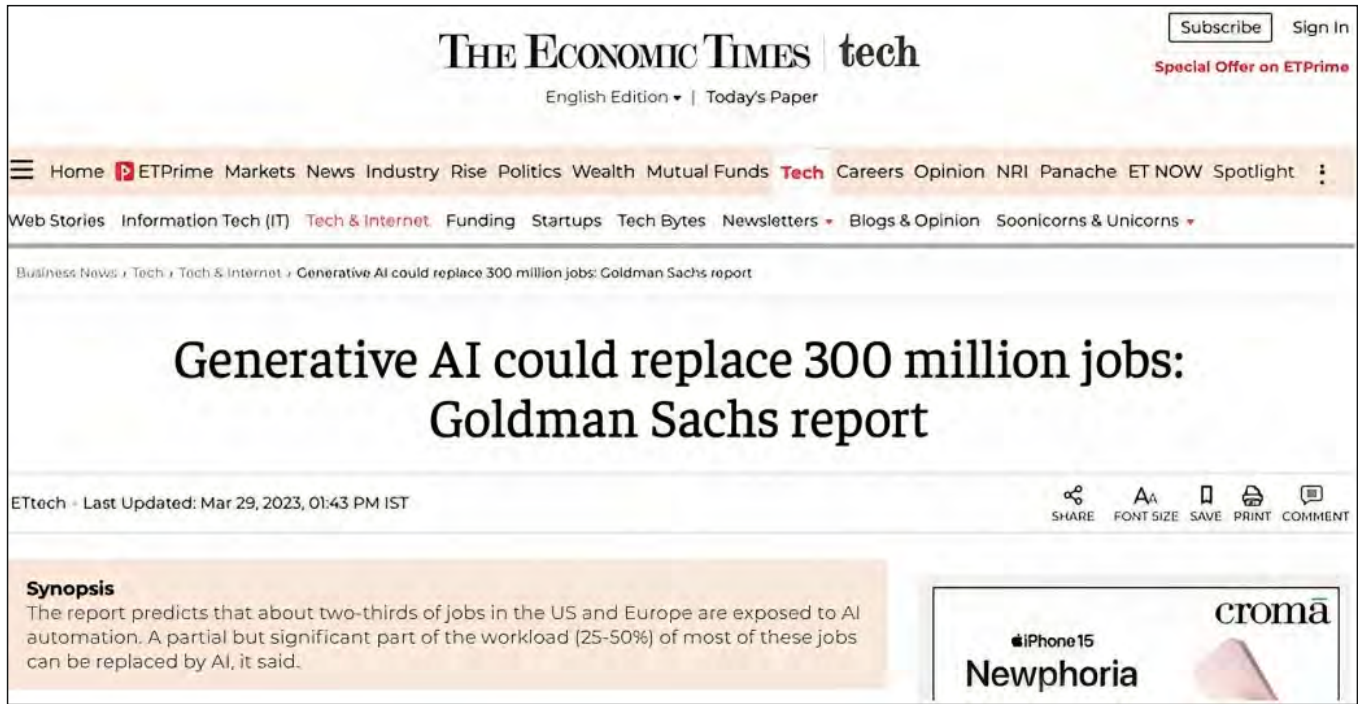 THE ECONOMIC TIMES | tech
Subscribe Sign In
Special Offer on ETPrime
English Edition | Today's Paper
Home ETPrime Markets News Industry Rise Politics Wealth Mutual Funds Tech Careers Opinion NRI Panache ET NOW Spotlight
Web Stories Information Tech (IT) Tech & Internet Funding Startups Tech Bytes Newsletters Blogs & Opinion Soonicorns & Unicorns
Business News › Tech › Tech & Internet › Generative AI could replace 300 million jobs: Goldman Sachs report
Generative AI could replace 300 million jobs:
Goldman Sachs report
ETtech - Last Updated: Mar 29, 2023, 01:43 PM IST
SHARE FONT SIZE SAVE PRINT COMMENT
Synopsis
The report predicts that about two-thirds of jobs in the US and Europe are exposed to AI
automation. A partial but significant part of the workload (25-50%) of most of these jobs
can be replaced by AI, it said.
cromā
iPhone 15
Newphoria